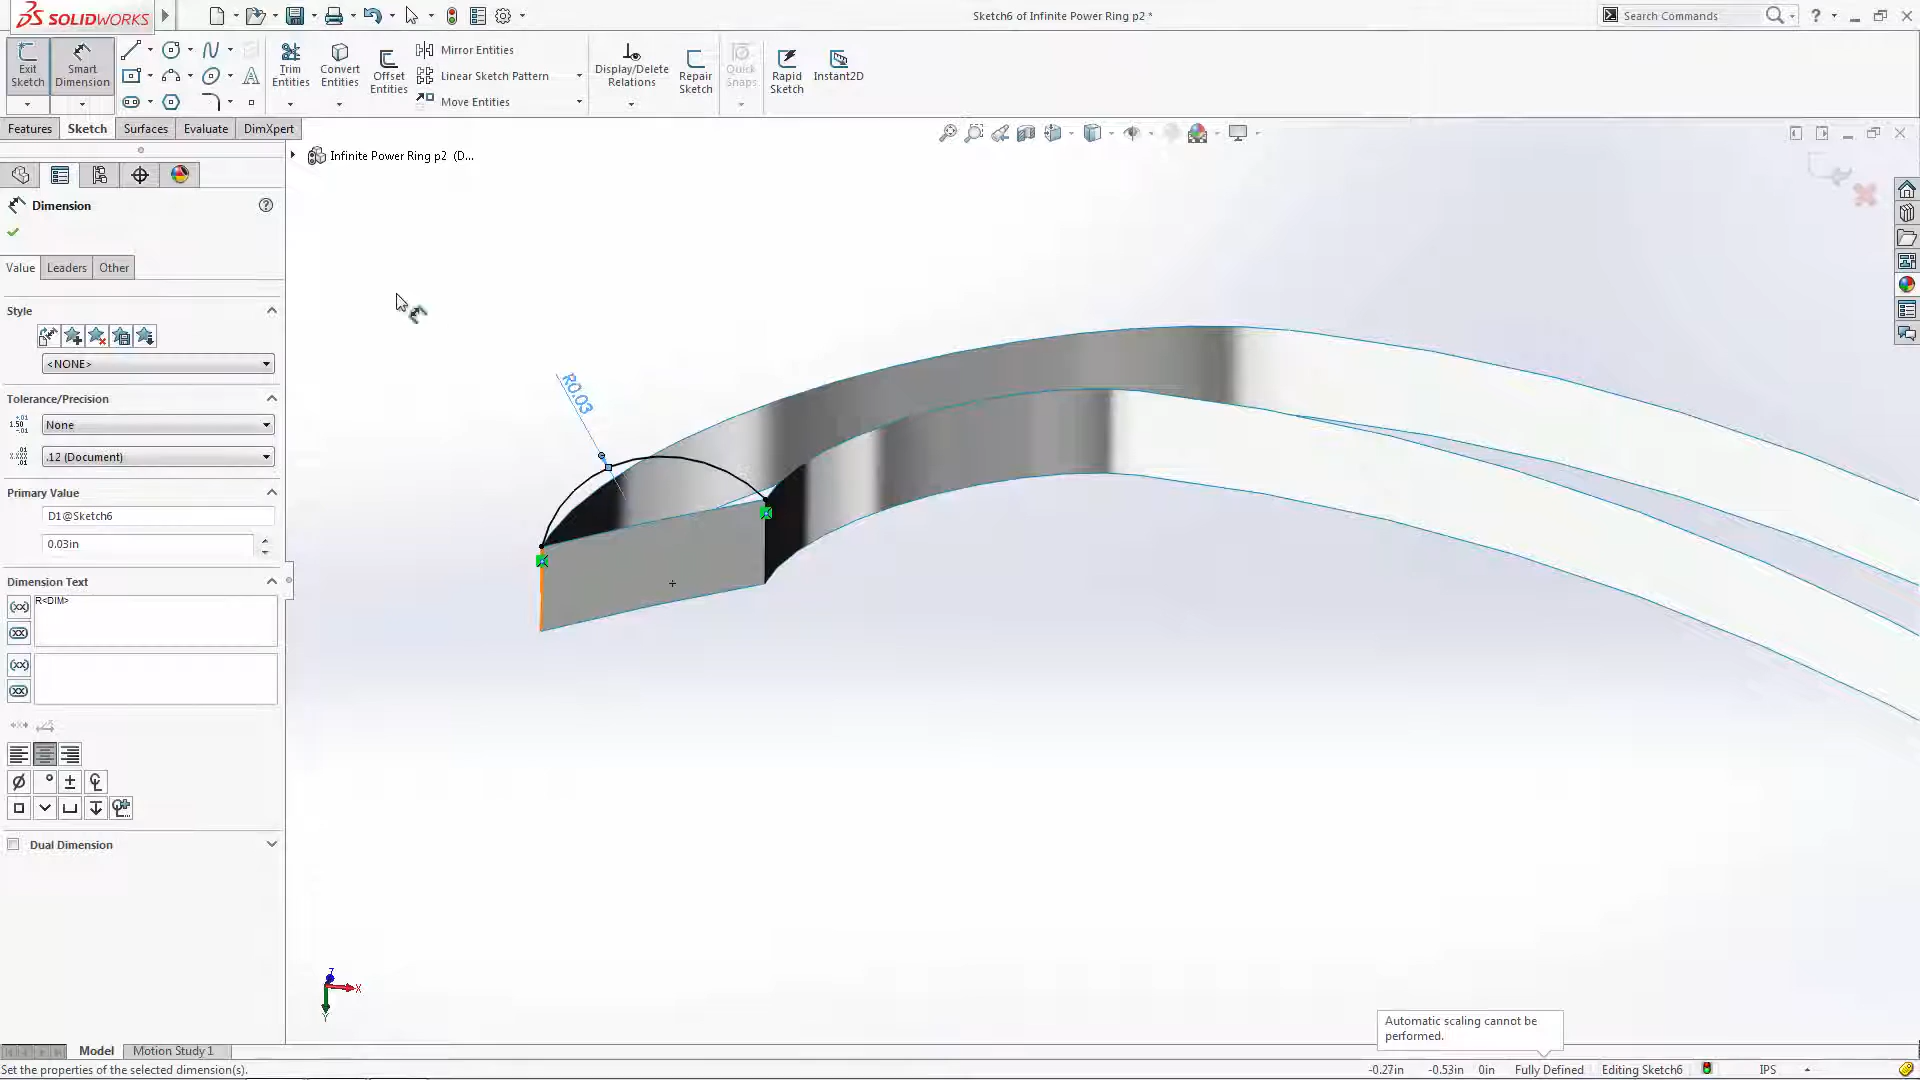 SOLIDWORKS
Sketch6 of Infinite Power Ring p2 *
Search Commands
Exit Sketch
Smart Dimension
Trim Entities
Convert Entities
Offset Entities
Mirror Entities
Linear Sketch Pattern
Move Entities
Display/Delete Relations
Repair Sketch
Quick Snaps
Rapid Sketch
Instant2D
Features Sketch Surfaces Evaluate DimXpert
Infinite Power Ring p2 (D...
Dimension
Value Leaders Other
Style
<NONE>
Tolerance/Precision
None
.12 (Document)
Primary Value
D1@Sketch6
0.03in
Dimension Text
R<DIM>
Dual Dimension
R0.03
Z
X
Y
Automatic scaling cannot be
performed.
Model Motion Study 1
Set the properties of the selected dimension(s).
-0.27in -0.53in 0in Fully Defined Editing Sketch6 IPS